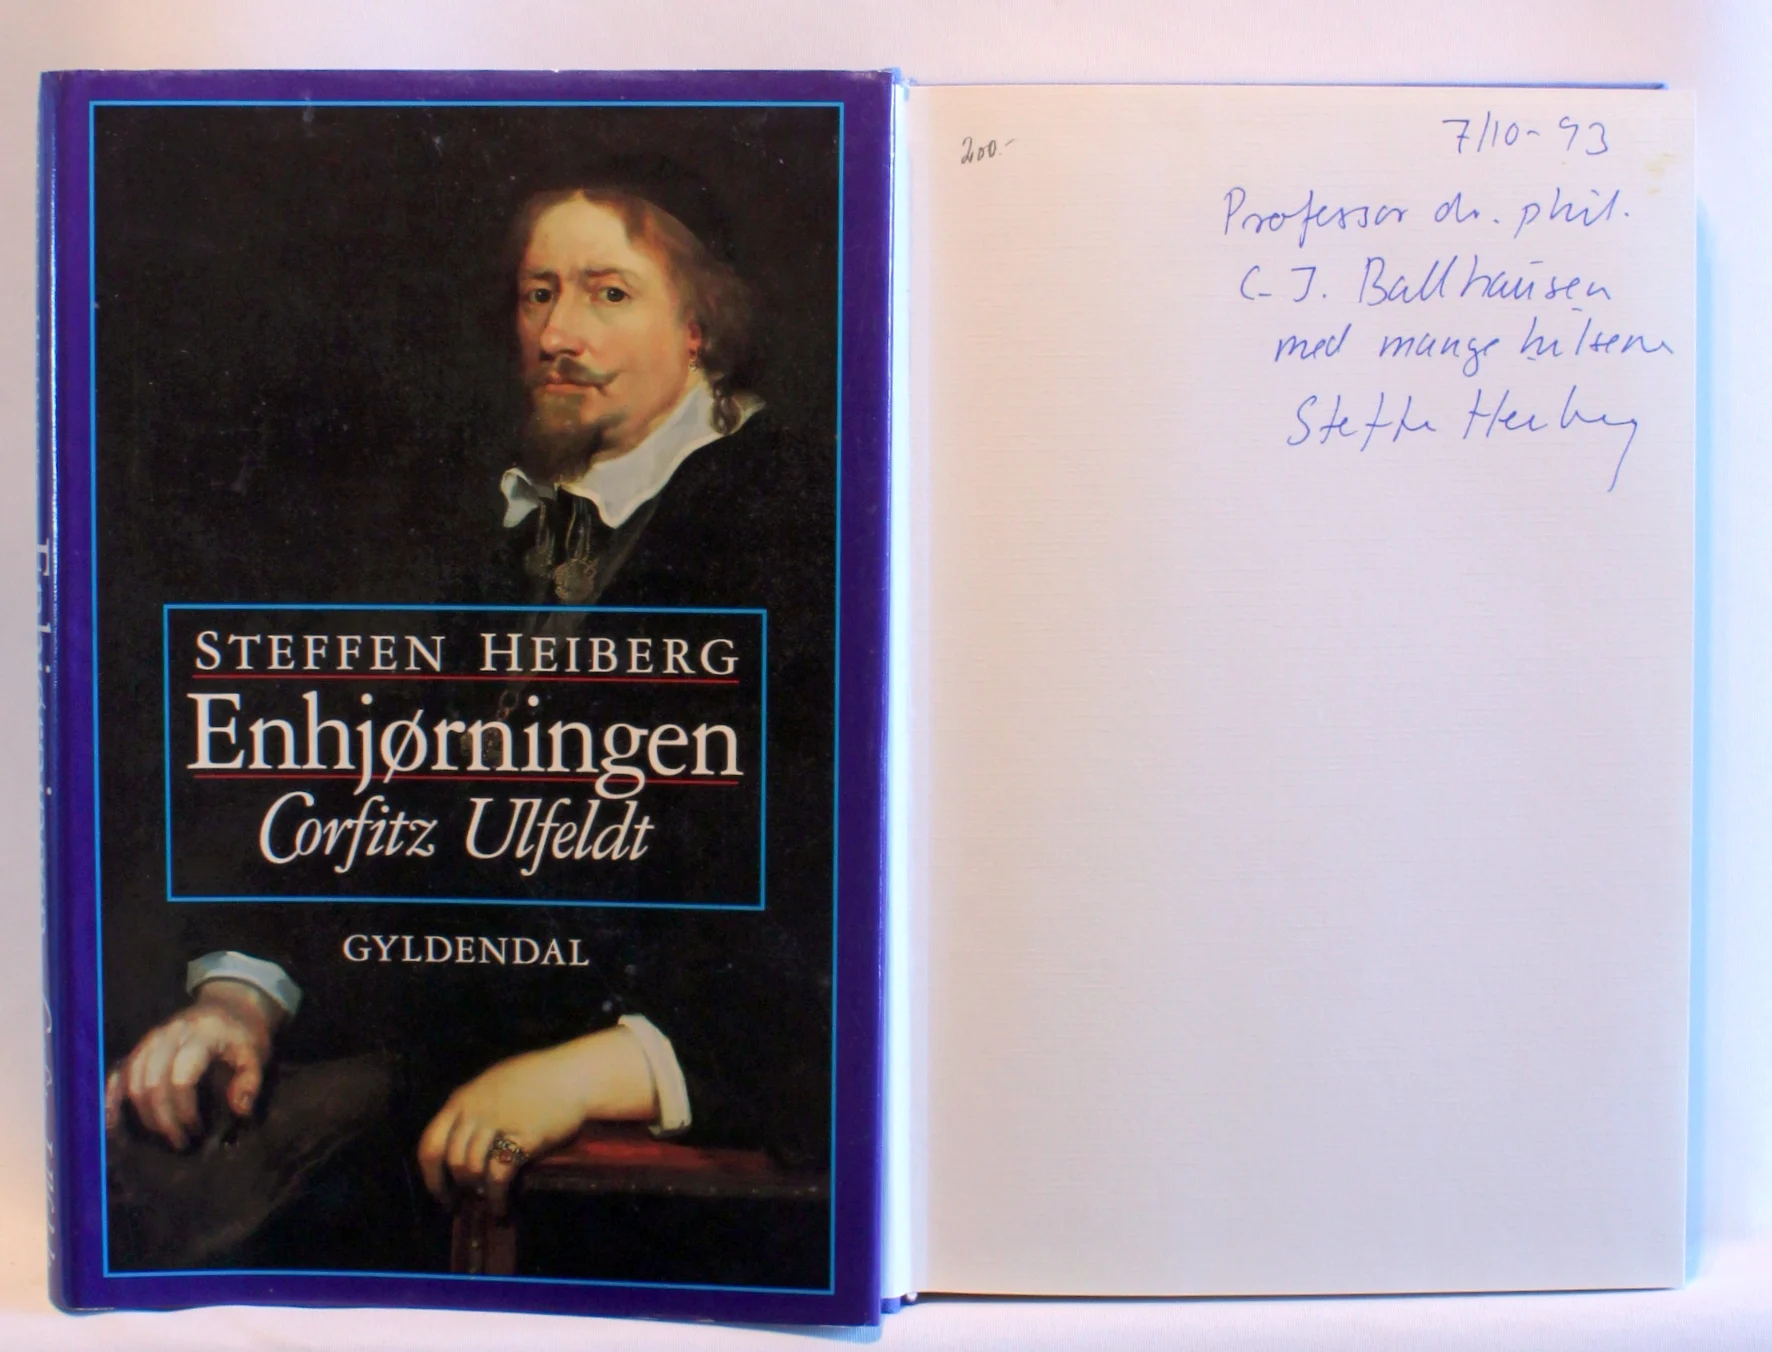 STEFFEN HEIBERG
Enhjørningen
Corfitz Ulfeldt
GYLDENDAL
200.-
7/10-93
Professor dr. phil.
C.J. Ballhausen
med mange hilsener
Steffen Heiberg